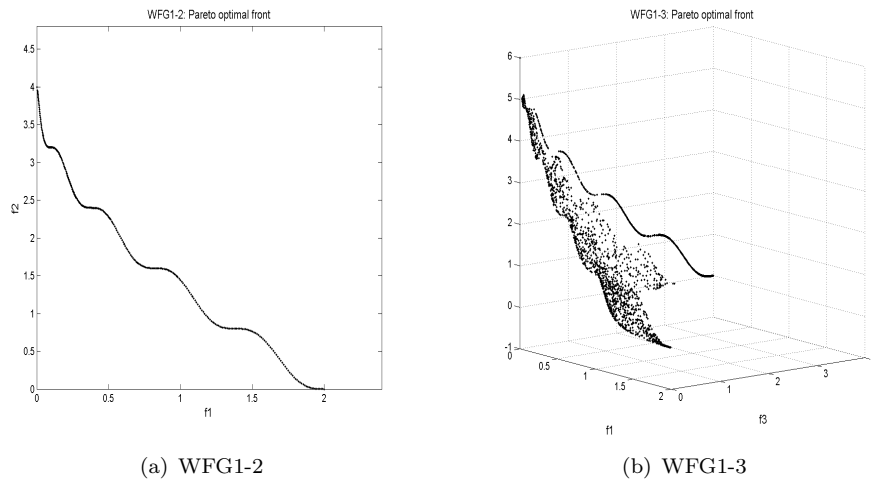 WFG1-2: Pareto optimal front
4.5
4
3.5
3
2.5
2
1.5
1
0.5
0
f2
0 0.5 1 1.5 2
f1
(a) WFG1-2
WFG1-3: Pareto optimal front
6
5
4
3
2
1
0
-1
0 0.5 1 1.5 2
f1
0 1 2 3
f3
(b) WFG1-3